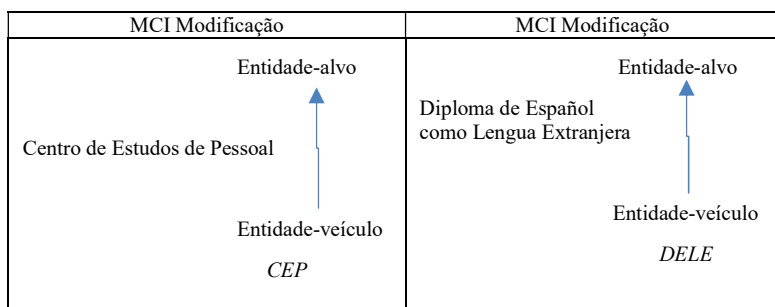 MCI Modificação
MCI Modificação
Entidade-alvo
Centro de Estudos de Pessoal
Entidade-veículo
CEP
Entidade-alvo
Diploma de Español
como Lengua Extranjera
Entidade-veículo
DELE